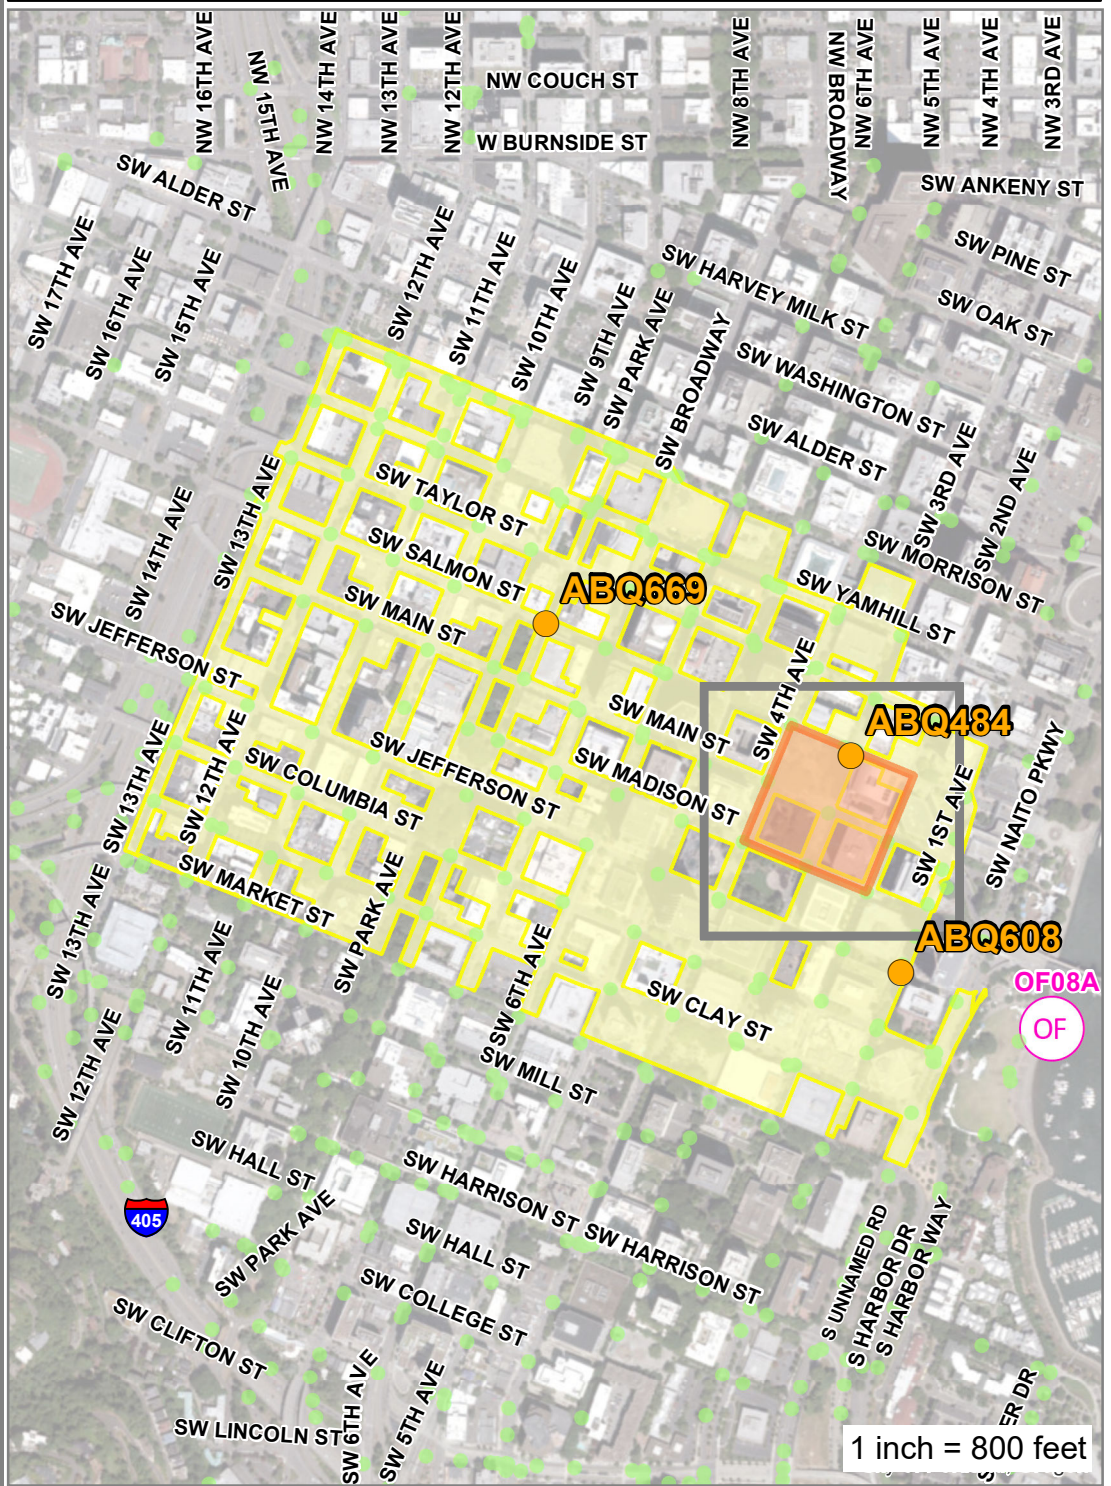 NW 16TH AVE
NW 15TH AVE
NW 14TH AVE
NW 13TH AVE
NW 12TH AVE
NW COUCH ST
W BURNSIDE ST
NW 8TH AVE
NW BROADWAY
NW 6TH AVE
NW 5TH AVE
NW 4TH AVE
NW 3RD AVE
SW ALDER ST
SW ANKENY ST
SW PINE ST
SW OAK ST
SW 17TH AVE
SW 16TH AVE
SW 15TH AVE
SW 12TH AVE
SW 11TH AVE
SW 10TH AVE
SW 9TH AVE
SW PARK AVE
SW BROADWAY
SW HARVEY MILK ST
SW WASHINGTON ST
SW ALDER ST
SW 3RD AVE
SW 2ND AVE
SW MORRISON ST
SW YAMHILL ST
SW 14TH AVE
SW 13TH AVE
SW TAYLOR ST
SW SALMON ST
SW MAIN ST
ABQ669
SW JEFFERSON ST
SW 4TH AVE
SW MAIN ST
SW MADISON ST
ABQ484
SW 1ST AVE
SW NAITO PKWY
SW 13TH AVE
SW 12TH AVE
SW COLUMBIA ST
SW JEFFERSON ST
SW MARKET ST
SW PARK AVE
SW 6TH AVE
SW CLAY ST
ABQ608
OF08A
OF
SW 13TH AVE
SW 12TH AVE
SW 11TH AVE
SW 10TH AVE
SW MILL ST
SW HALL ST
SW PARK AVE
405
SW HARRISON ST
SW HARRISON ST
SW HALL ST
SW COLLEGE ST
S UNNAMED RD
S HARBOR DR
S HARBOR WAY
SW CLIFTON ST
SW LINCOLN ST
SW 6TH AVE
SW 5TH AVE
ER DR
1 inch = 800 feet